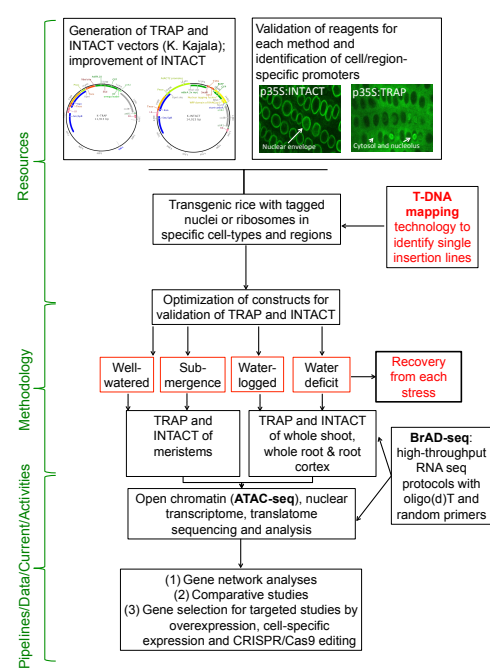 Generation of TRAP and
INTACT vectors (K. Kajala);
improvement of INTACT
Validation of reagents for
each method and
identification of cell/region-
specific promoters
p35S:INTACT
Nuclear envelope
p35S:TRAP
Cytosol and nucleolus
Resources
Transgenic rice with tagged
nuclei or ribosomes in
specific cell-types and regions
T-DNA
mapping
technology to
identify single
insertion lines
Optimization of constructs for
validation of TRAP and INTACT
Methodology
Well-
watered
Sub-
mergence
Water-
logged
Water
deficit
Recovery
from each
stress
TRAP and
INTACT of
meristems
TRAP and INTACT
of whole shoot,
whole root & root
cortex
BrAD-seq:
high-throughput
RNA seq
protocols with
oligo(d)T and
random primers
Pipelines/Data/Current/Activities
Open chromatin (ATAC-seq), nuclear
transcriptome, translatome
sequencing and analysis
(1) Gene network analyses
(2) Comparative studies
(3) Gene selection for targeted studies by
overexpression, cell-specific
expression and CRISPR/Cas9 editing